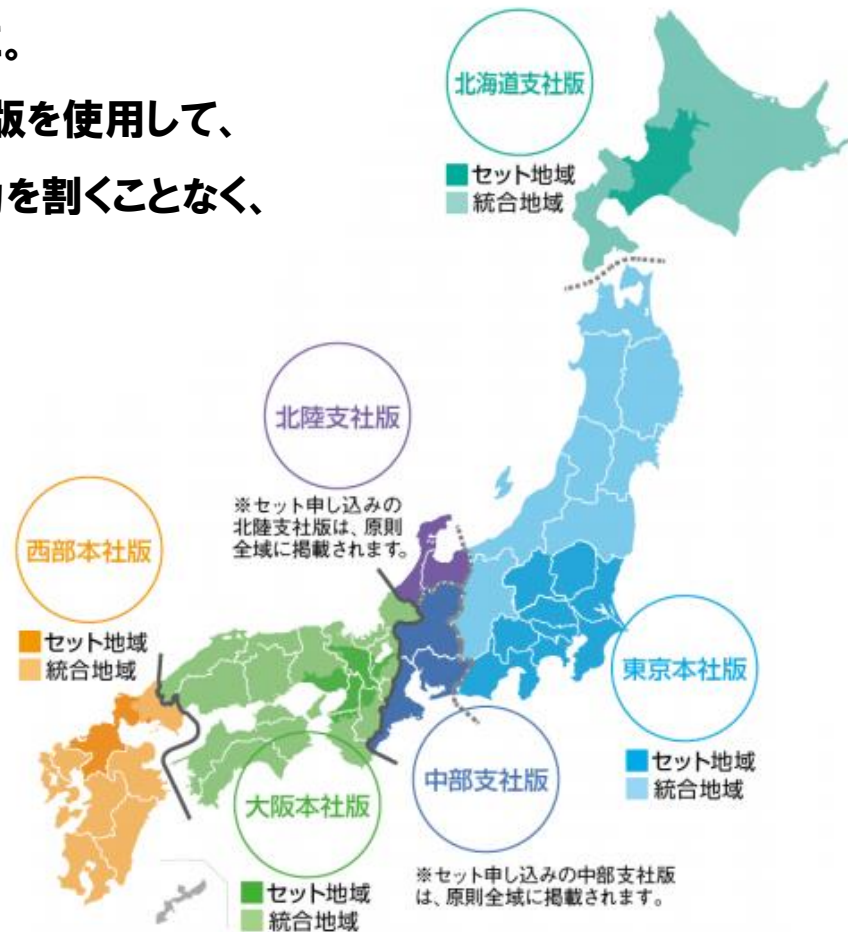 。
版を使用して、
を割くことなく、
北海道支社版
セット地域
統合地域
北陸支社版
※セット申し込みの
北陸支社版は、原則
全域に掲載されます。
西部本社版
セット地域
統合地域
東京本社版
セット地域
統合地域
中部支社版
※セット申し込みの中部支社版
は、原則全域に掲載されます。
大阪本社版
セット地域
統合地域